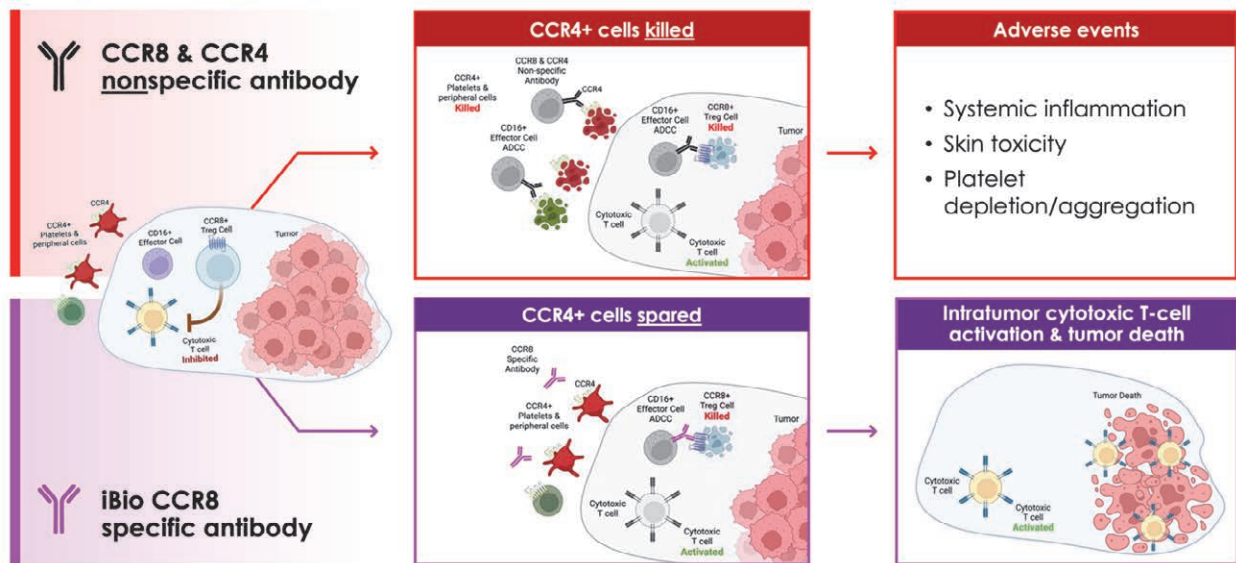 CCR8 & CCR4
nonspecific antibody
CCR4
CCR4+
Platelets &
peripheral cells
CD16+
Effector Cell
CCR8+
Treg Cell
Tumor
Cytotoxic
T cell
Inhibited
iBio CCR8
specific antibody
CCR4+ cells killed
CCR4+
Platelets &
peripheral cells
Killed
CCR8 & CCR4
Non-specific
Antibody
CCR4
CD16+
Effector Cell
ADCC
CD16+
Effector Cell
ADCC
CCR8+
Treg Cell
Killed
Tumor
Cytotoxic
T cell
Cytotoxic
T cell
Activated
Adverse events
• Systemic inflammation
• Skin toxicity
• Platelet
depletion/aggregation
CCR4+ cells spared
CCR8
Specific
Antibody
CCR4
CCR4+
Platelets &
peripheral cells
CD16+
Effector Cell
ADCC
CCR8+
Treg Cell
Killed
Tumor
Cytotoxic
T cell
Cytotoxic
T cell
Activated
Intratumor cytotoxic T-cell
activation & tumor death
Tumor Death
Cytotoxic
T cell
Cytotoxic
T cell
Activated